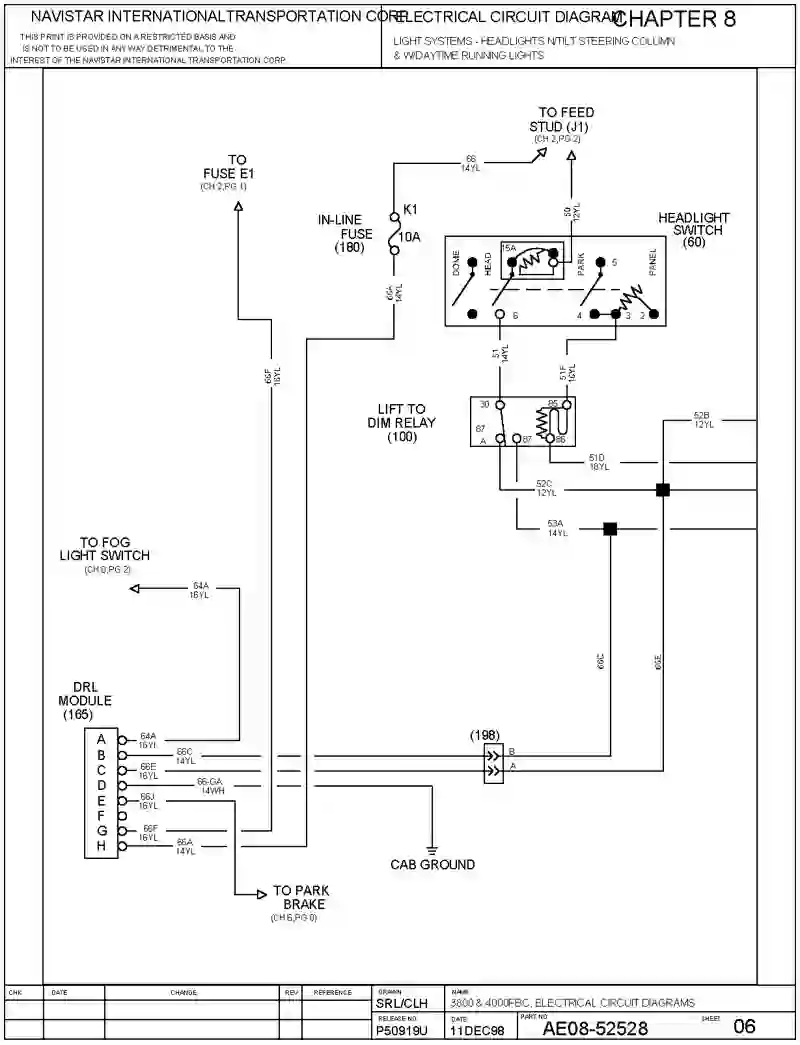 NAVISTAR INTERNATIONAL TRANSPORTATION CORP.
THIS PRINT IS PROVIDED ON A RESTRICTED BASIS AND
IS NOT TO BE USED IN ANY WAY DETRIMENTAL TO THE
INTEREST OF THE NAVISTAR INTERNATIONAL TRANSPORTATION CORP.
ELECTRICAL CIRCUIT DIAGRAM
CHAPTER 8
LIGHT SYSTEMS - HEADLIGHTS N/TILT STEERING COLUMN
& W/DAYTIME RUNNING LIGHTS
TO FEED
STUD (J1)
(CH 2,PG 2)
TO
FUSE E1
(CH 2,PG 1)
66
14YL
50
12YL
K1
IN-LINE
FUSE
(180)
10A
HEADLIGHT
SWITCH
(60)
DOME
HEAD
15A
PARK
5
PANEL
6
4
3
2
66A
14YL
51
14YL
51F
16YL
66F
16YL
LIFT TO
DIM RELAY
(100)
30
85
87
A
87
86
52B
12YL
51D
18YL
52C
12YL
53A
14YL
TO FOG
LIGHT SWITCH
(CH 8,PG 2)
64A
16YL
66C
66E
DRL
MODULE
(165)
A
64A
16YL
B
66C
14YL
C
66E
16YL
D
66-GA
14WH
E
66J
16YL
F
G
66F
16YL
H
66A
14YL
(198)
B
A
CAB GROUND
TO PARK
BRAKE
CHK
DATE
CHANGE
REV
REFERENCE
DRAWN
SRL/CLH
NAME
3800 & 4000FBC, ELECTRICAL CIRCUIT DIAGRAMS
RELEASE NO.
P50919U
DATE
11DEC98
PART NO.
AE08-52528
SHEET
06